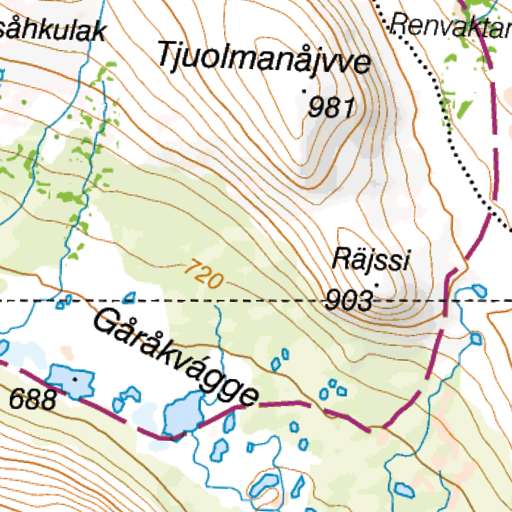 såhkulak
Renvaktar
Tjuolmanåjvve
981
Räjssi
720
903
Gåråkvágge
688